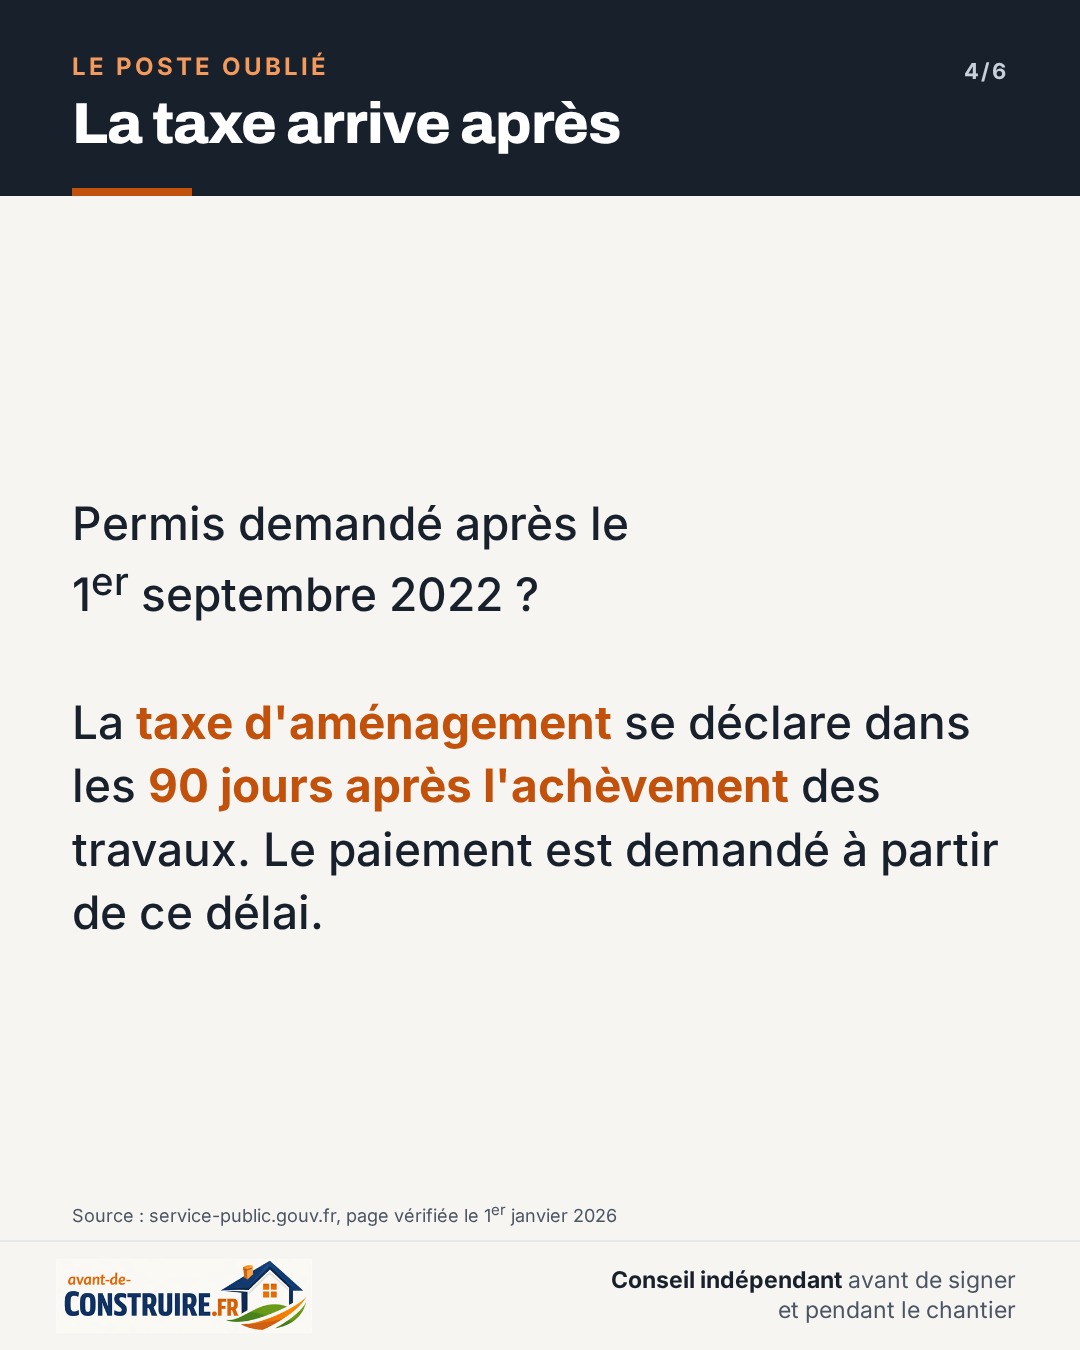 LE POSTE OUBLIÉ
4/6
La taxe arrive après
Permis demandé après le
1er septembre 2022 ?
La taxe d'aménagement se déclare dans
les 90 jours après l'achèvement des
travaux. Le paiement est demandé à partir
de ce délai.
Source : service-public.gouv.fr, page vérifiée le 1er janvier 2026
avant-de-
CONSTRUIRE.FR
Conseil indépendant avant de signer
et pendant le chantier